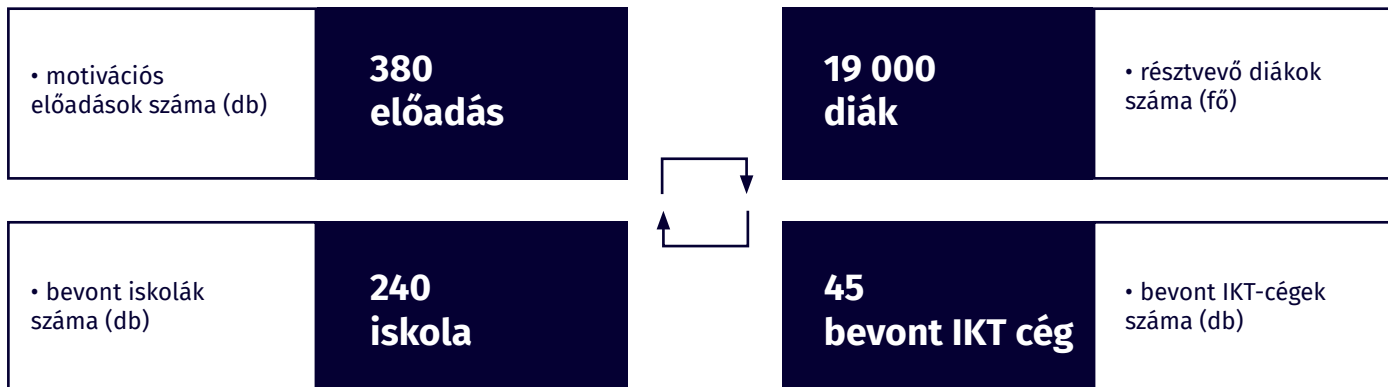 • motivációs
előadások száma (db)
380
előadás
19 000
diák
• résztvevő diákok
száma (fő)
• bevont iskolák
száma (db)
240
iskola
45
bevont IKT cég
• bevont IKT-cégek
száma (db)